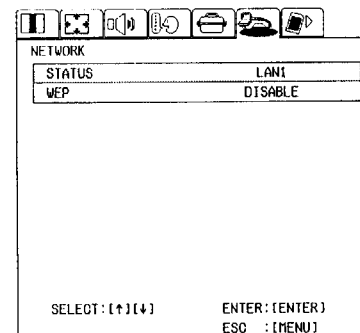 NETWORK
STATUS LAN1
WEP DISABLE
SELECT:[↑][↓] ENTER:[ENTER]
ESC :[MENU]